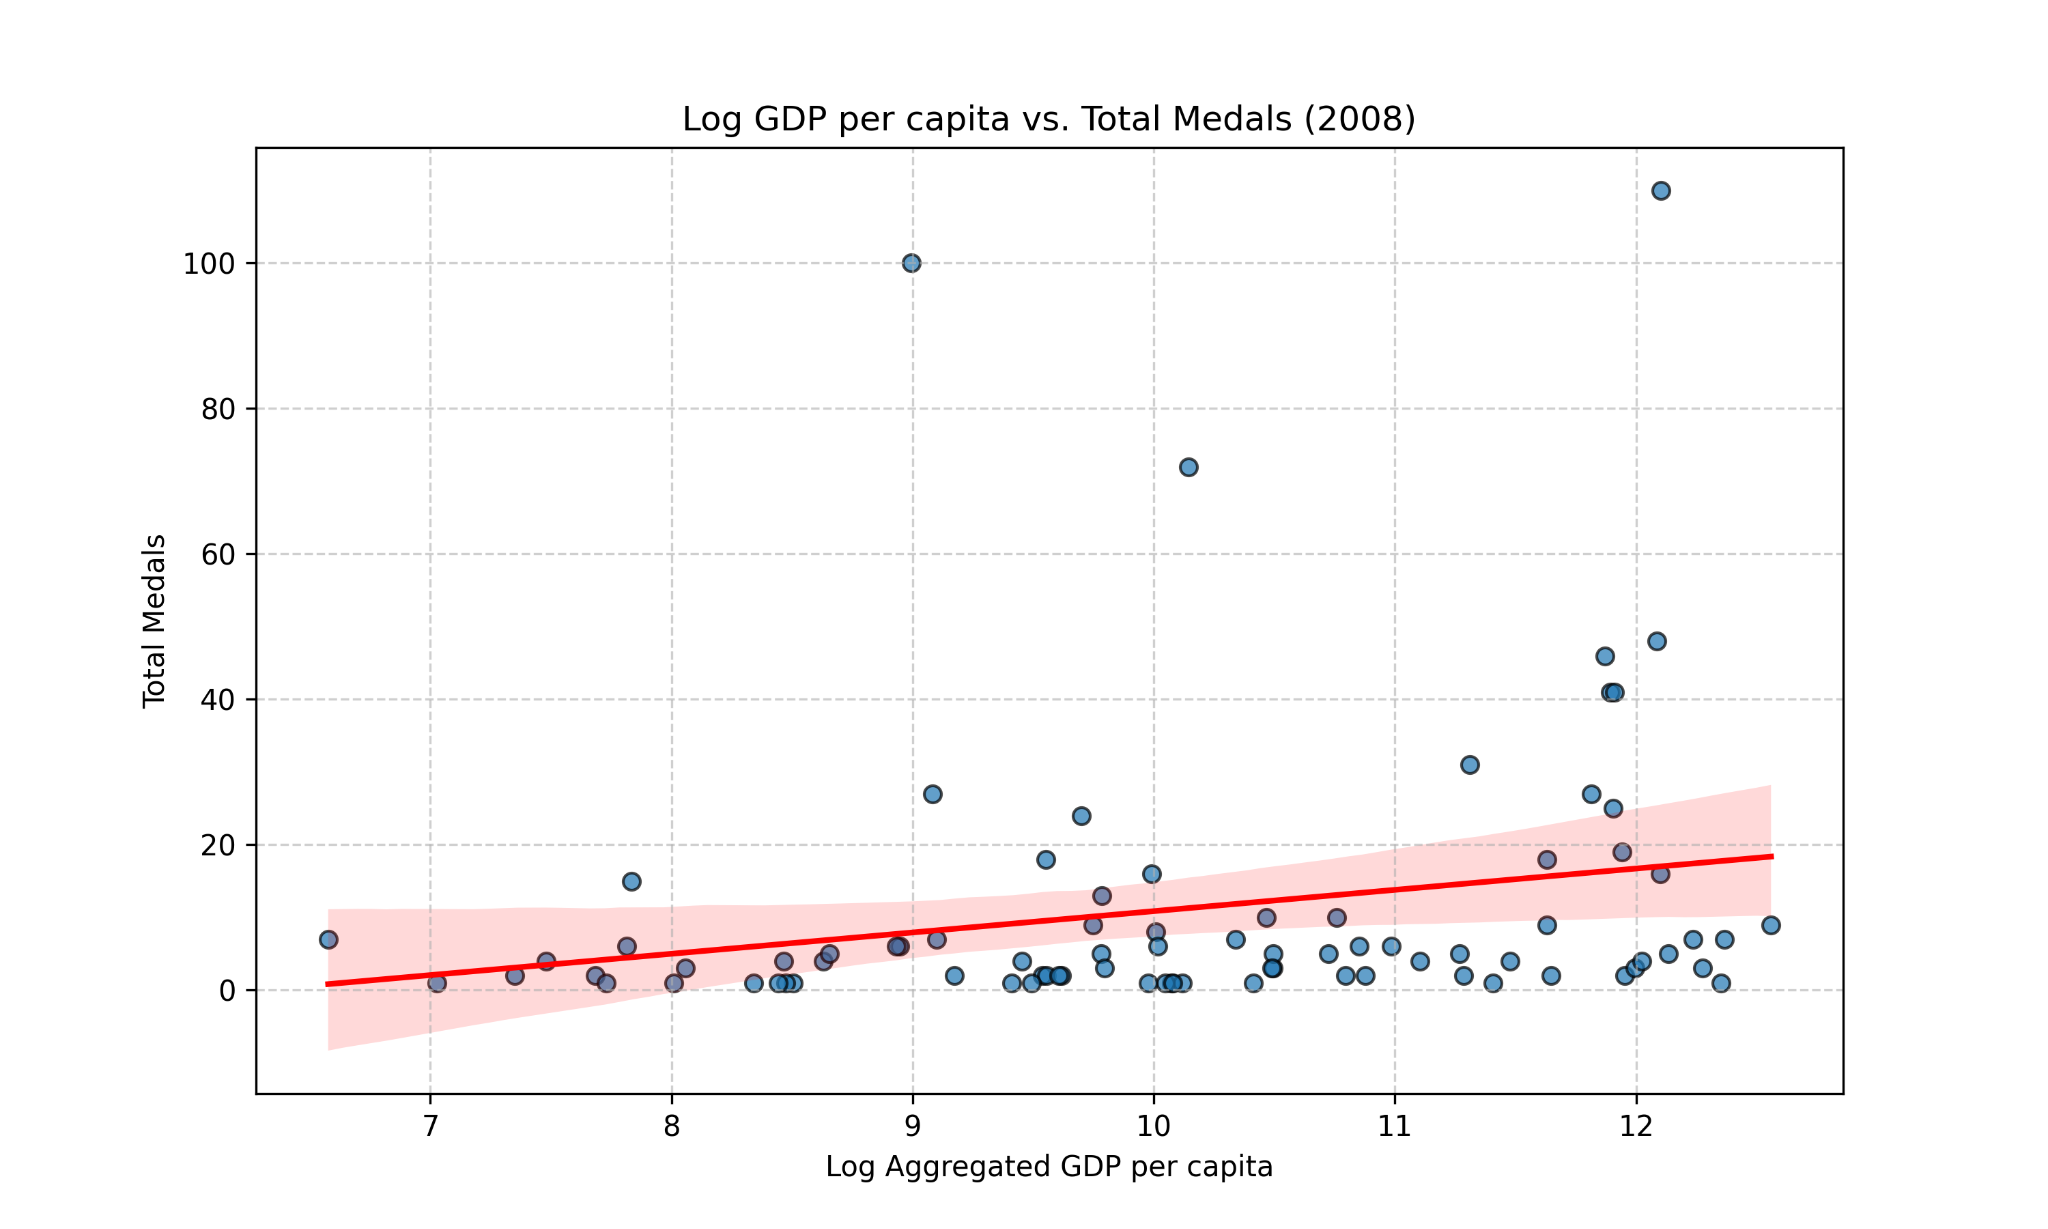 Log GDP per capita vs. Total Medals (2008)
Total Medals
100
80
60
40
20
0
7 8 9 10 11 12
Log Aggregated GDP per capita